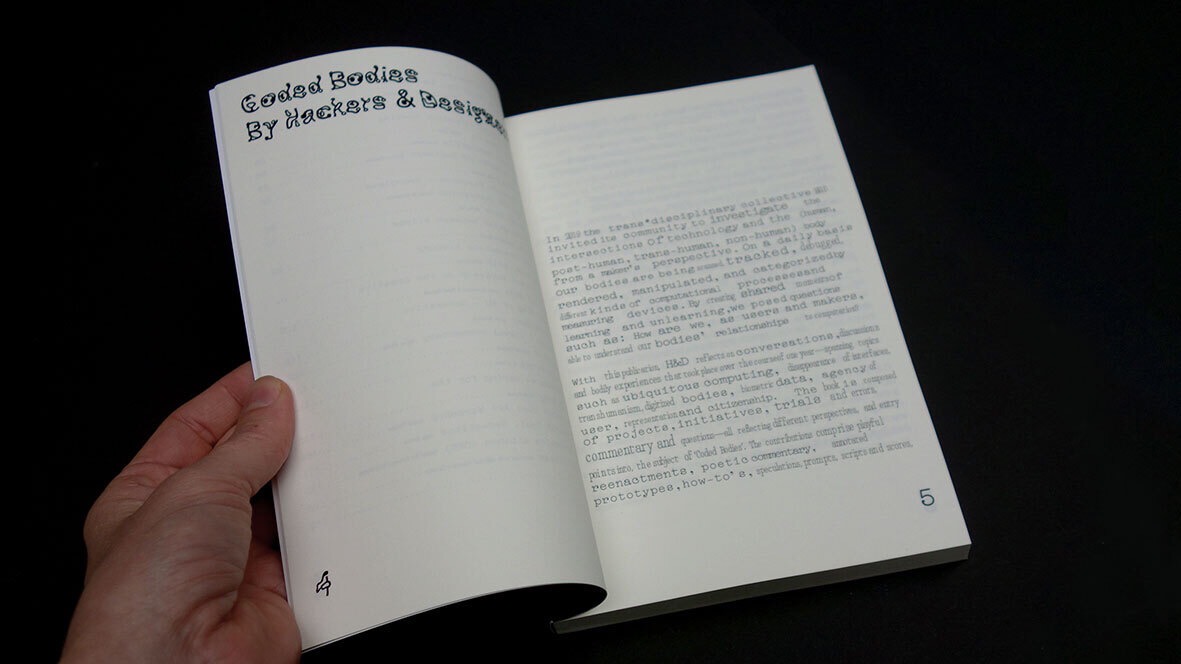 Coded Bodies
By Hackers & Designers
In 2019 the trans*disciplinary collective H&D
invited its community to investigate the
intersections Of technology and the (human,
post-human, trans-human, non-human) body
from a maker's perspective. On a daily basis
our bodies are being sensed tracked, debugged,
rendered, manipulated, and categorized by
different kinds of computational processes and
measuring devices. By creating shared moments of
learning and unlearning, we posed questions
such as: How are we, as users and makers,
able to understand our bodies' relationships to computation?
With this publication, H&D reflects on conversations, discussions
and bodily experiences that took place over the course of one year—spanning topics
such as ubiquitous computing, disappearance of interfaces,
transhumanism, digitized bodies, biometric data, agency of
user, representation and citizenship. The book is composed
of projects, initiatives, trials and errors,
commentary and questions—all reflecting different perspectives, and entry
points into, the subject of 'Coded Bodies'. The contributions comprise playful
reenactments, poetic commentary, annotated
prototypes, how-to's, speculations, prompts, scripts and scores,
5